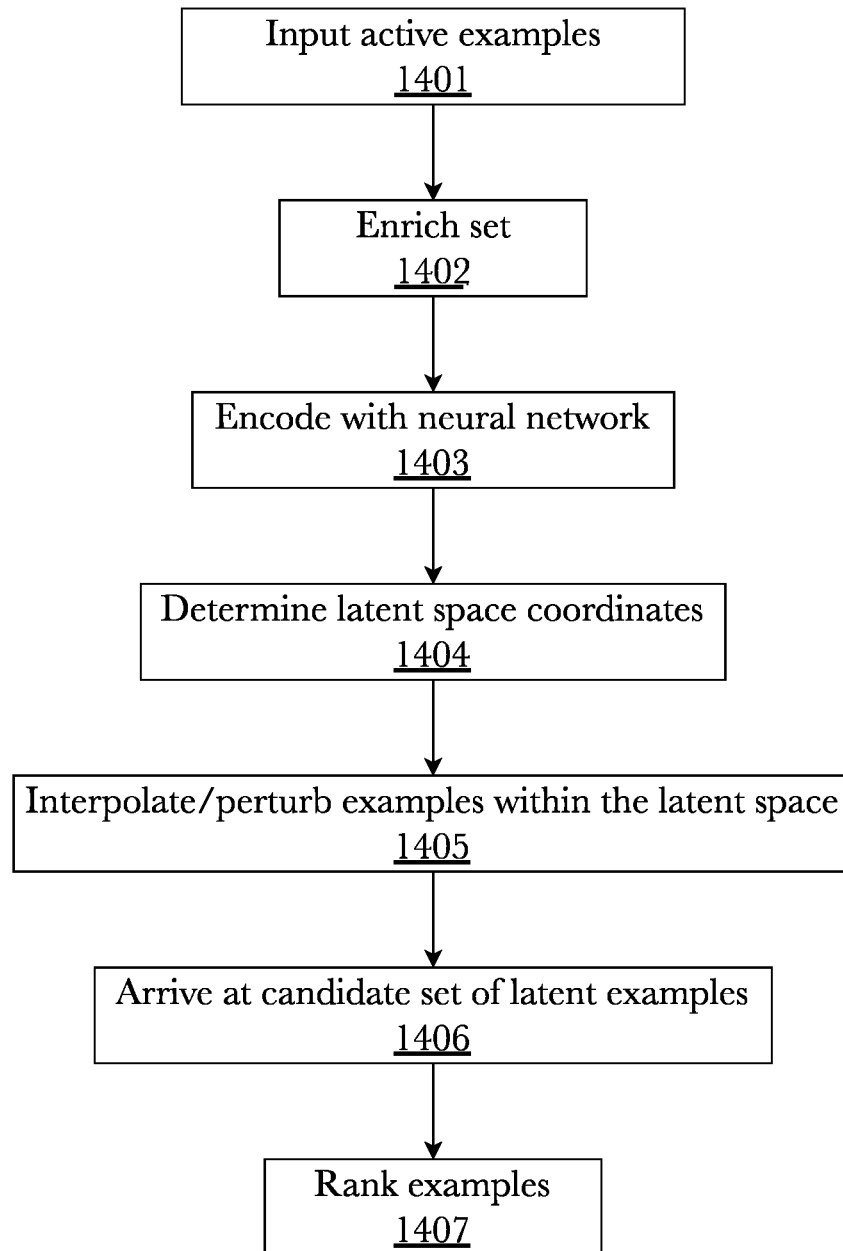 Input active examples
1401
Enrich set
1402
Encode with neural network
1403
Determine latent space coordinates
1404
Interpolate/perturb examples within the latent space
1405
Arrive at candidate set of latent examples
1406
Rank examples
1407